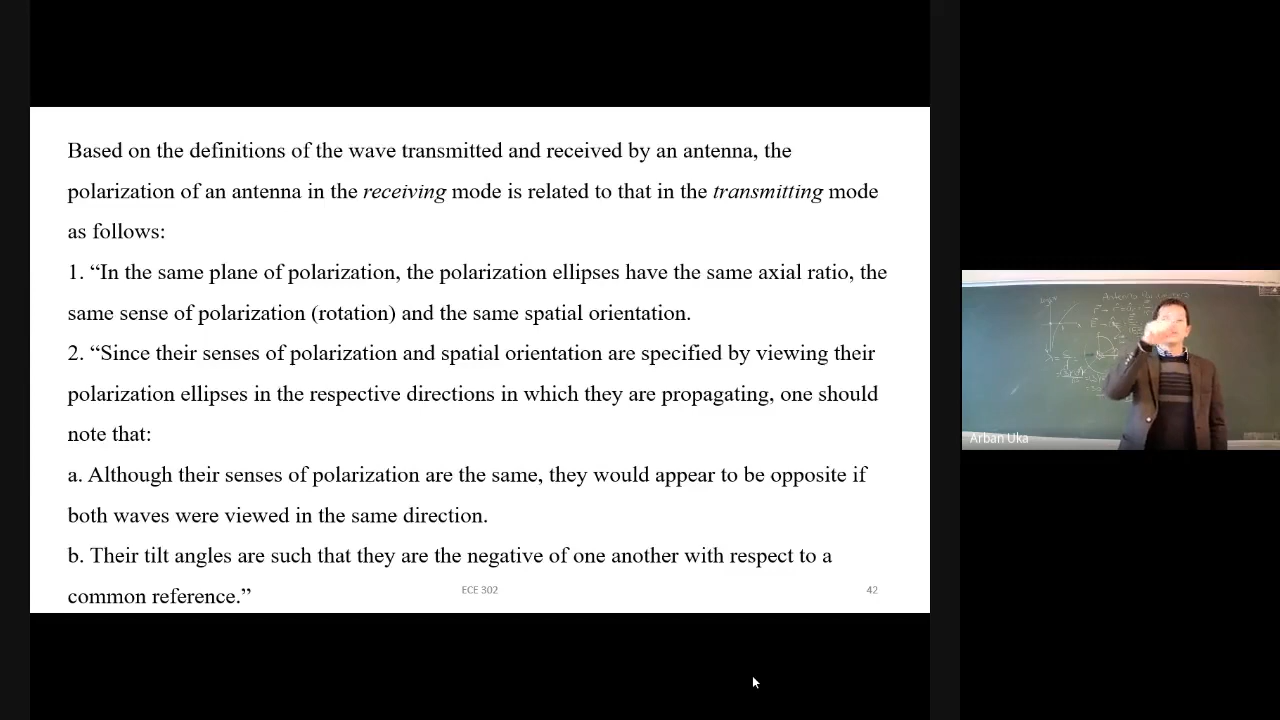 Based on the definitions of the wave transmitted and received by an antenna, the
polarization of an antenna in the receiving mode is related to that in the transmitting mode
as follows:
1. “In the same plane of polarization, the polarization ellipses have the same axial ratio, the
same sense of polarization (rotation) and the same spatial orientation.
2. “Since their senses of polarization and spatial orientation are specified by viewing their
polarization ellipses in the respective directions in which they are propagating, one should
note that:
a. Although their senses of polarization are the same, they would appear to be opposite if
both waves were viewed in the same direction.
b. Their tilt angles are such that they are the negative of one another with respect to a
common reference.”
ECE 302
42
Arban Uka